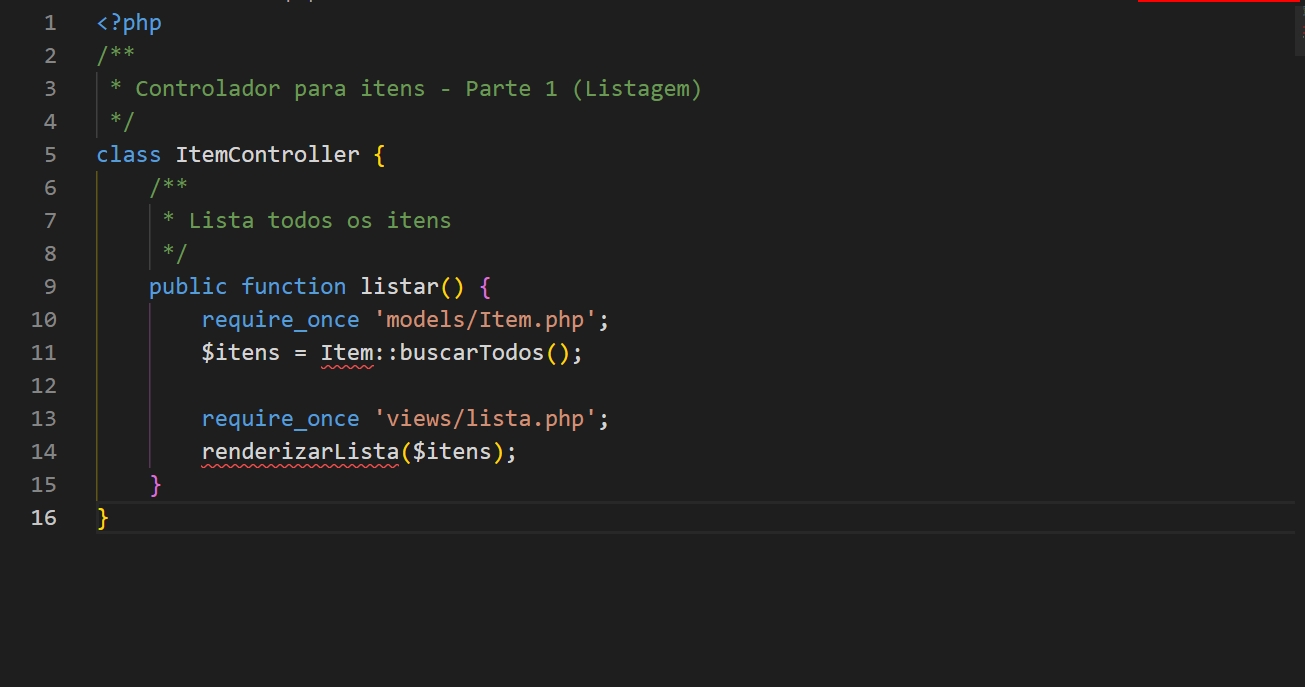 1 <?php
2 /**
3  * Controlador para itens - Parte 1 (Listagem)
4  */
5 class ItemController {
6     /**
7      * Lista todos os itens
8      */
9     public function listar() {
10         require_once 'models/Item.php';
11         $itens = Item::buscarTodos();
12
13         require_once 'views/lista.php';
14         renderizarLista($itens);
15     }
16 }